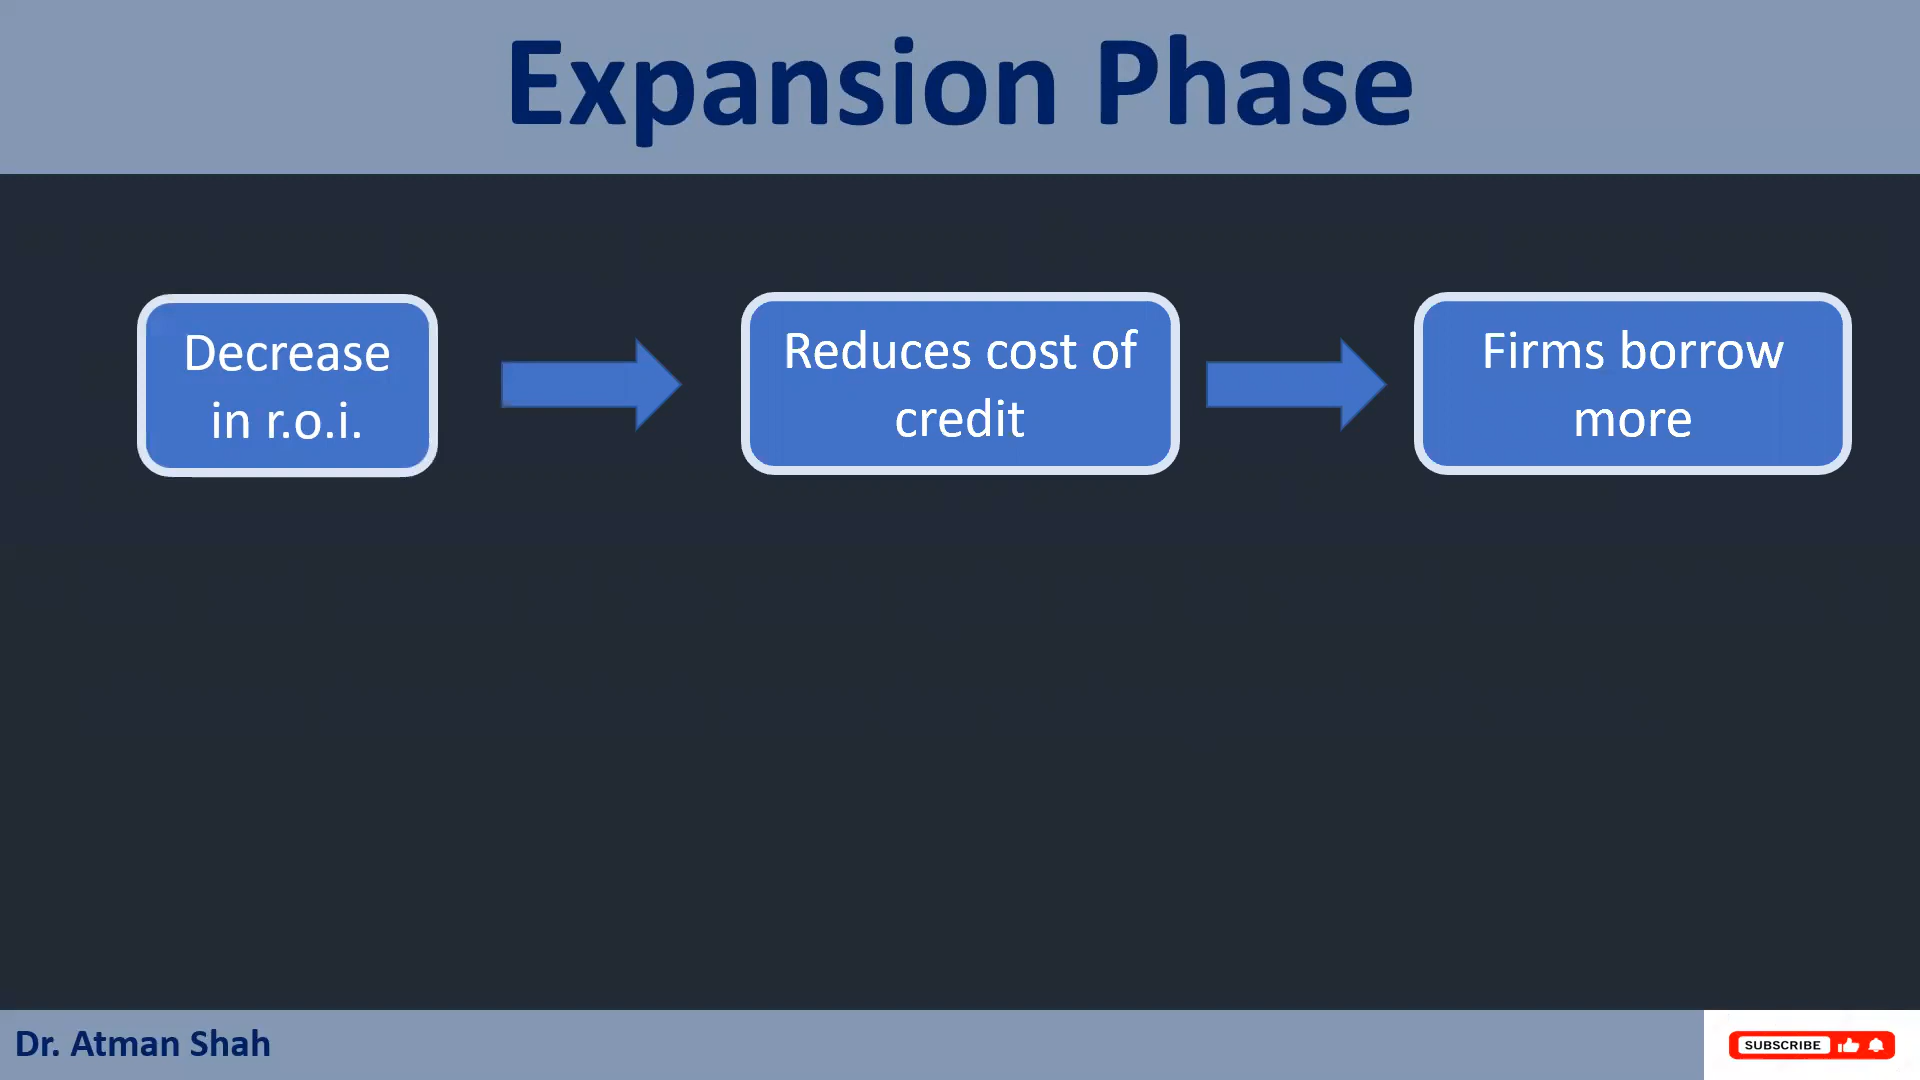 Expansion Phase
Decrease
in r.o.i.
Reduces cost of
credit
Firms borrow
more
Dr. Atman Shah
SUBSCRIBE